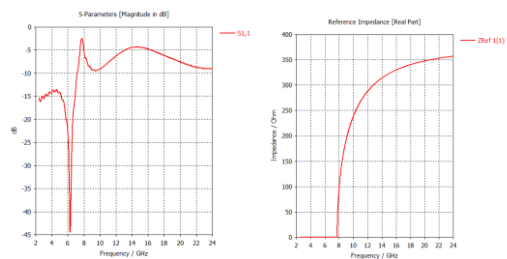 S-Parameters [Magnitude in dB]
S1,1
0
-5
-10
-15
-20
-25
-30
-35
-40
-45
dB
2 4 6 8 10 12 14 16 18 20 22 24
Frequency / GHz
Reference Impedance [Real Part]
ZRef 1(1)
400
350
300
250
200
150
100
50
0
Impedance / Ohm
2 4 6 8 10 12 14 16 18 20 22 24
Frequency / GHz